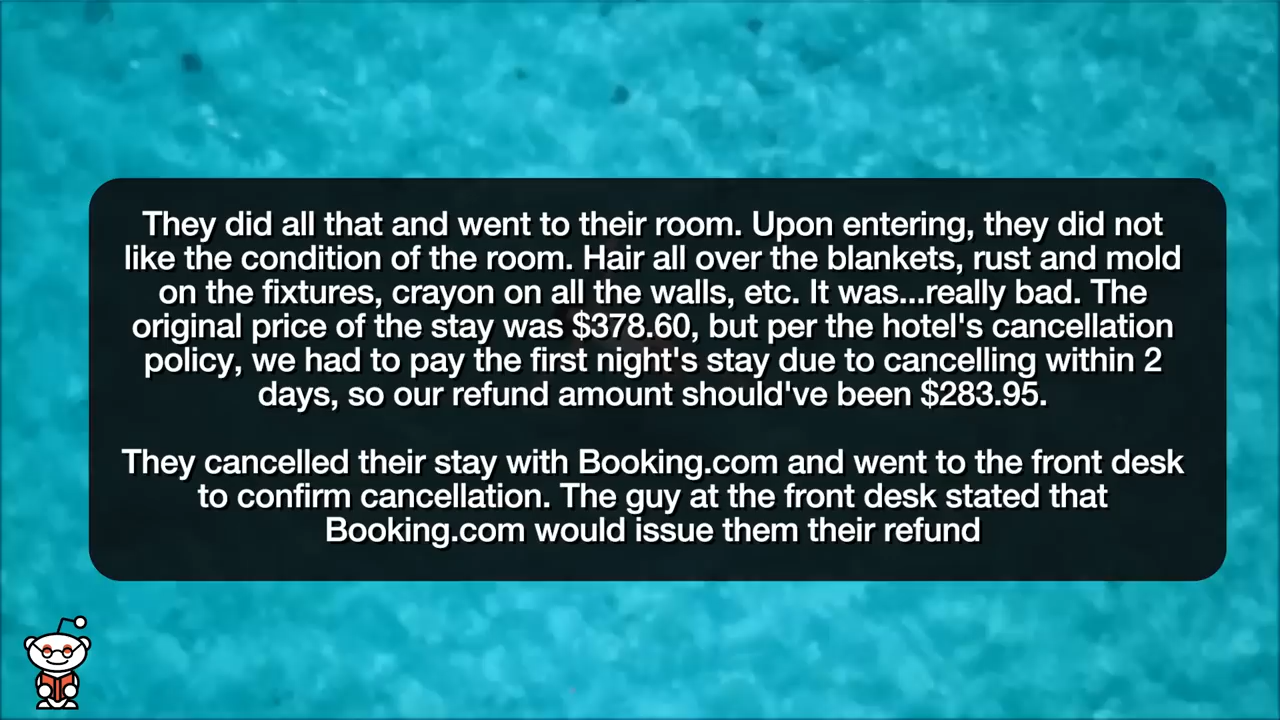 They did all that and went to their room. Upon entering, they did not
like the condition of the room. Hair all over the blankets, rust and mold
on the fixtures, crayon on all the walls, etc. It was...really bad. The
original price of the stay was $378.60, but per the hotel's cancellation
policy, we had to pay the first night's stay due to cancelling within 2
days, so our refund amount should've been $283.95.
They cancelled their stay with Booking.com and went to the front desk
to confirm cancellation. The guy at the front desk stated that
Booking.com would issue them their refund